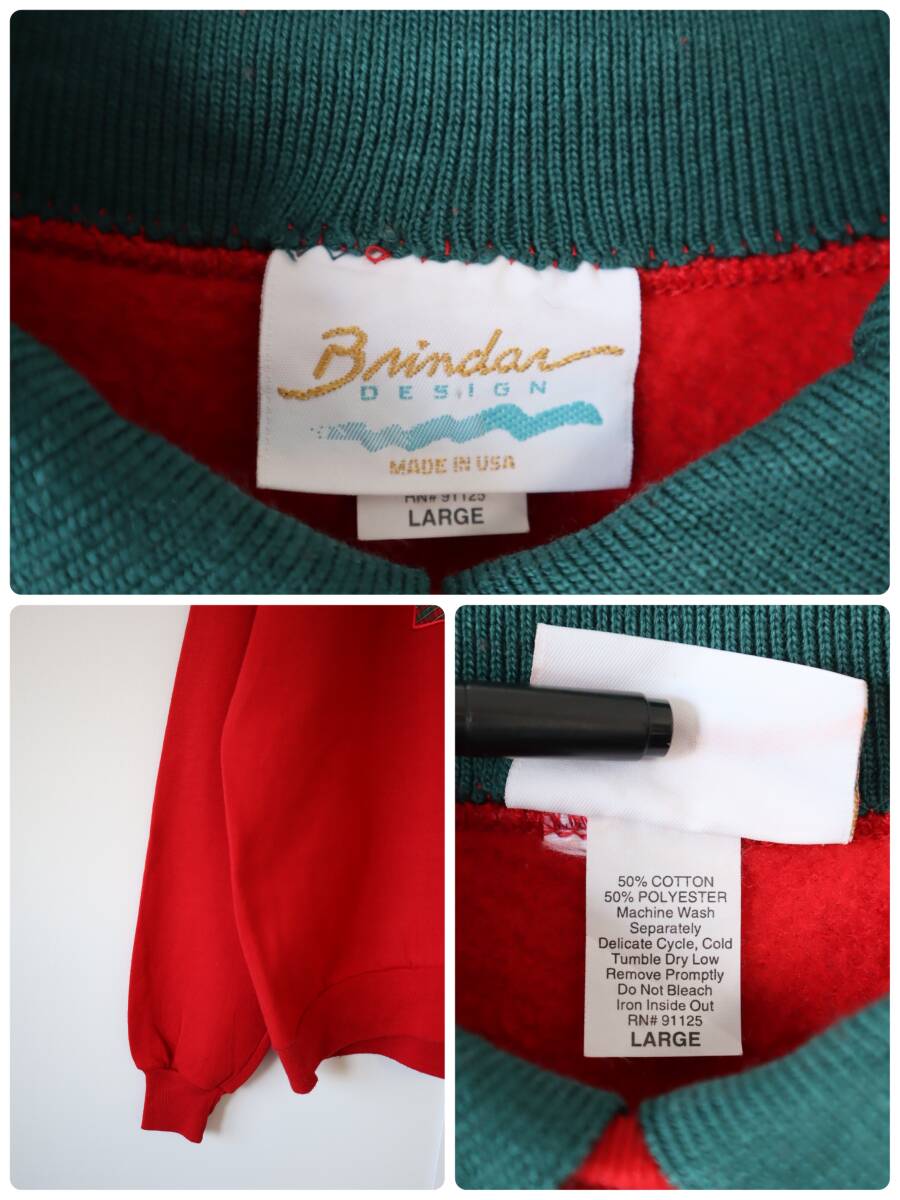 Brindar
DESIGN
MADE IN USA
RN# 91125
LARGE
50% COTTON
50% POLYESTER
Machine Wash
Separately
Delicate Cycle, Cold
Tumble Dry Low
Remove Promptly
Do Not Bleach
Iron Inside Out
RN# 91125
LARGE